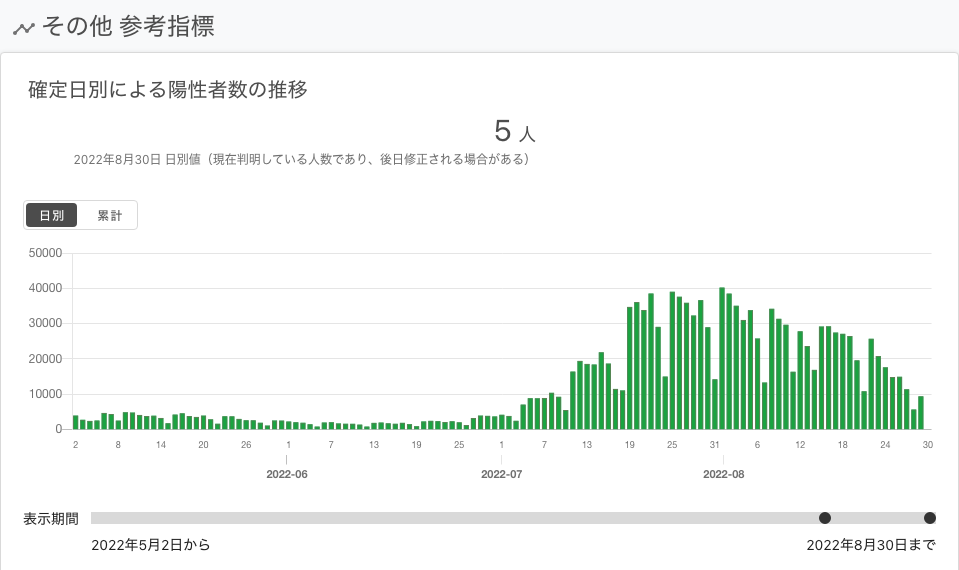 その他 参考指標
確定日別による陽性者数の推移
5 人
2022年8月30日 日別値（現在判明している人数であり、後日修正される場合がある）
日別 累計
50000
40000
30000
20000
10000
0
2 8 14 20 26 1 7 13 19 25 1 7 13 19 25 31 6 12 18 24 30
2022-06 2022-07 2022-08
表示期間
2022年5月2日から 2022年8月30日まで